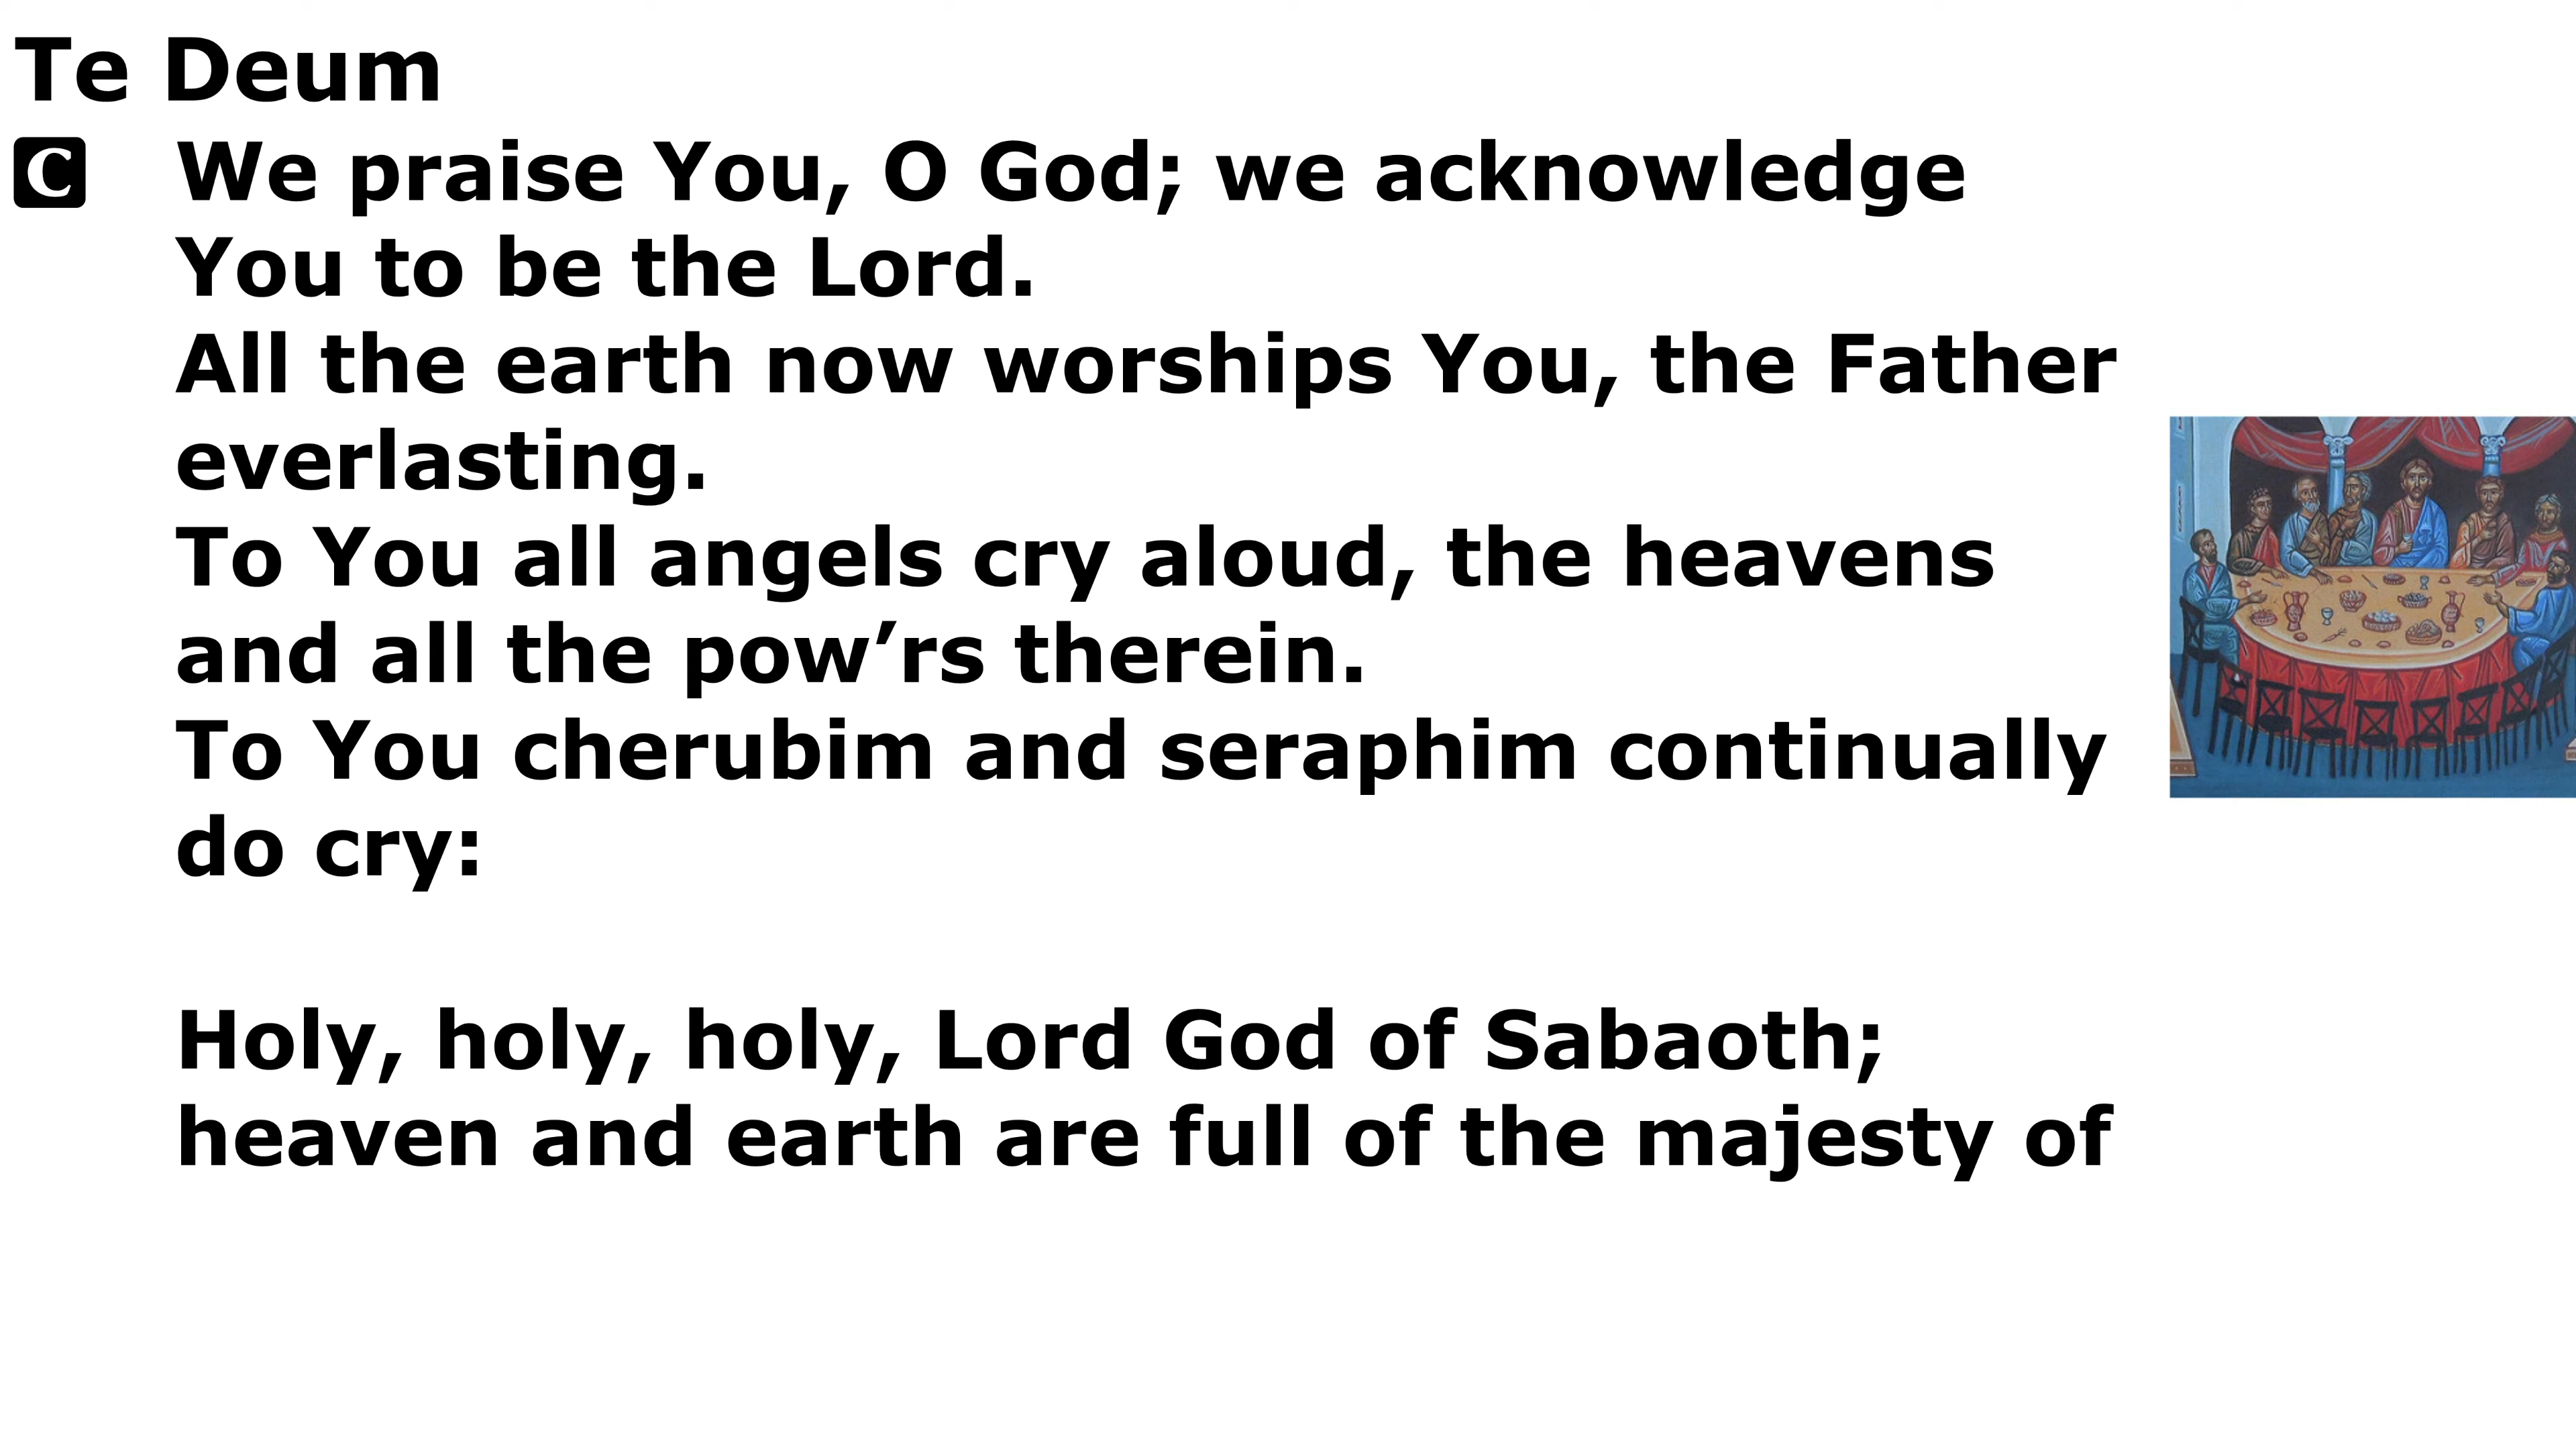 Te Deum
C We praise You, O God; we acknowledge
You to be the Lord.
All the earth now worships You, the Father
everlasting.
To You all angels cry aloud, the heavens
and all the pow’rs therein.
To You cherubim and seraphim continually
do cry:
Holy, holy, holy, Lord God of Sabaoth;
heaven and earth are full of the majesty of